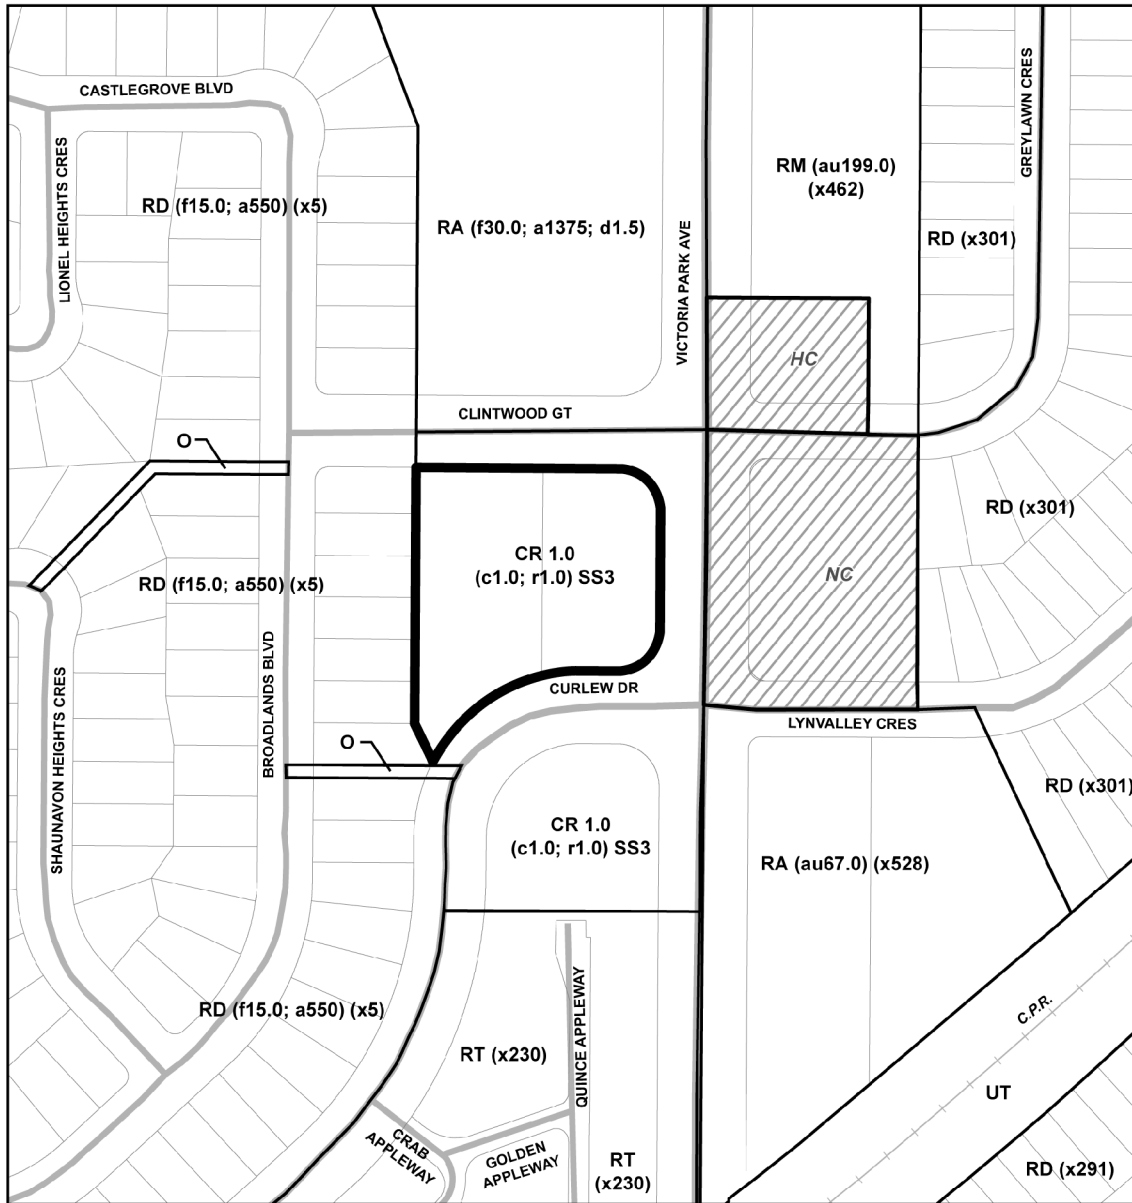 CASTLEGROVE BLVD
LIONEL HEIGHTS CRES
RD (f15.0; a550) (x5)
RA (f30.0; a1375; d1.5)
VICTORIA PARK AVE
RM (au199.0)
(x462)
GREYLAWN CRES
RD (x301)
HC
CLINTWOOD GT
O
RD (f15.0; a550) (x5)
CR 1.0
(c1.0; r1.0) SS3
NC
RD (x301)
SHAUNAVON HEIGHTS CRES
BROADLANDS BLVD
CURLEW DR
LYNVALLEY CRES
O
RD (x301)
CR 1.0
(c1.0; r1.0) SS3
RA (au67.0) (x528)
RD (f15.0; a550) (x5)
C.P.R.
RT (x230)
QUINCE APPLEWAY
UT
CRAB
APPLEWAY
GOLDEN
APPLEWAY
RT
(x230)
RD (x291)